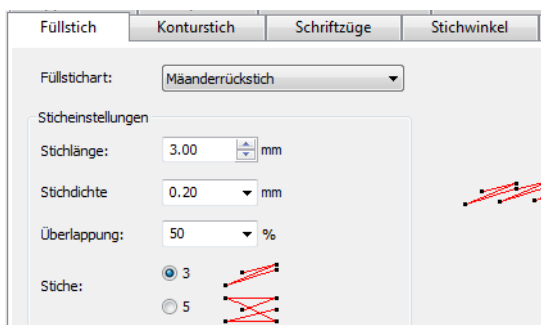 Füllstich Konturstich Schriftzüge Stichwinkel
Füllstichart: Mäanderrückstich
Sticheinstellungen
Stichlänge: 3.00 mm
Stichdichte 0.20 mm
Überlappung: 50 %
Stiche: 3
5